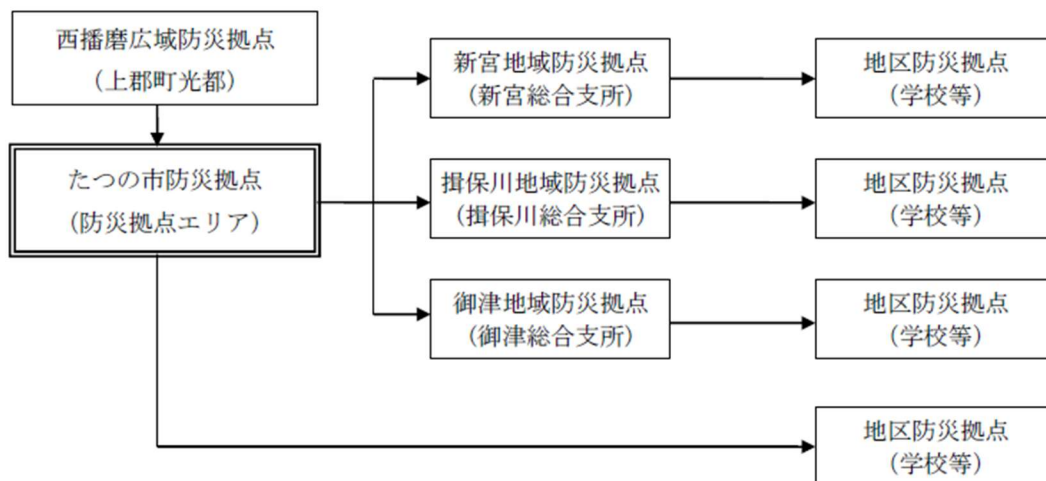 西播磨広域防災拠点
（上郡町光都）
たつの市防災拠点
（防災拠点エリア）
新宮地域防災拠点
（新宮総合支所）
地区防災拠点
（学校等）
揖保川地域防災拠点
（揖保川総合支所）
地区防災拠点
（学校等）
御津地域防災拠点
（御津総合支所）
地区防災拠点
（学校等）
地区防災拠点
（学校等）